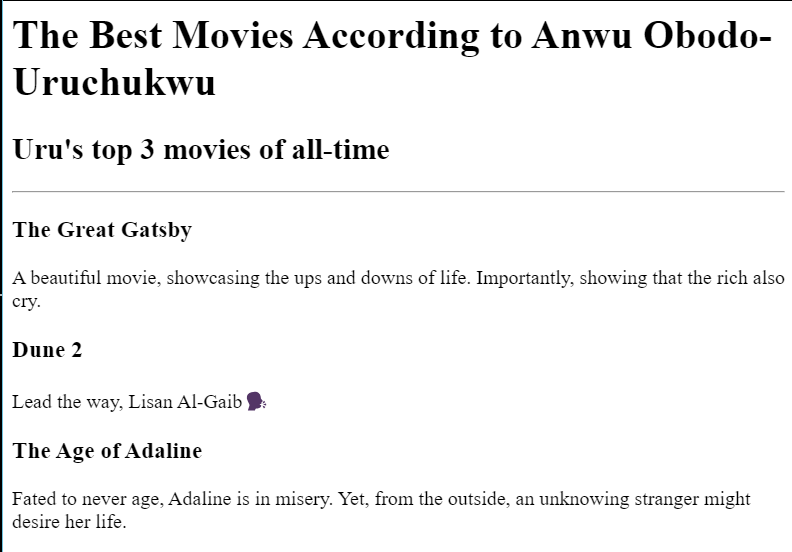 The Best Movies According to Anwu Obodo-
Uruchukwu
Uru's top 3 movies of all-time
The Great Gatsby
A beautiful movie, showcasing the ups and downs of life. Importantly, showing that the rich also
cry.
Dune 2
Lead the way, Lisan Al-Gaib 🗣
The Age of Adaline
Fated to never age, Adaline is in misery. Yet, from the outside, an unknowing stranger might
desire her life.